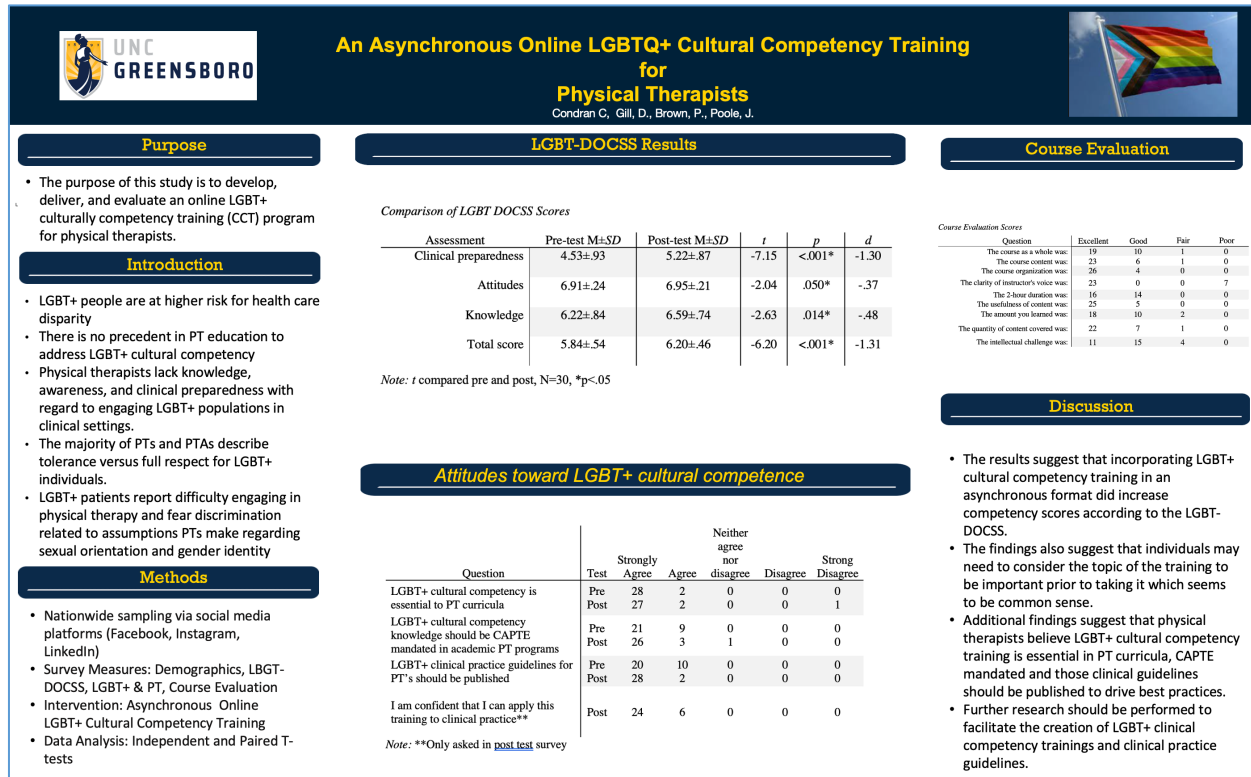 UNC
GREENSBORO
An Asynchronous Online LGBTQ+ Cultural Competency Training
for
Physical Therapists
Condran C, Gill, D., Brown, P., Poole, J.
Purpose
• The purpose of this study is to develop,
deliver, and evaluate an online LGBT+
culturally competency training (CCT) program
for physical therapists.
Introduction
• LGBT+ people are at higher risk for health care
disparity
• There is no precedent in PT education to
address LGBT+ cultural competency
• Physical therapists lack knowledge,
awareness, and clinical preparedness with
regard to engaging LGBT+ populations in
clinical settings.
• The majority of PTs and PTAs describe
tolerance versus full respect for LGBT+
individuals.
• LGBT+ patients report difficulty engaging in
physical therapy and fear discrimination
related to assumptions PTs make regarding
sexual orientation and gender identity
Methods
• Nationwide sampling via social media
platforms (Facebook, Instagram,
LinkedIn)
• Survey Measures: Demographics, LBGT-
DOCSS, LGBT+ & PT, Course Evaluation
• Intervention: Asynchronous Online
LGBT+ Cultural Competency Training
• Data Analysis: Independent and Paired T-
tests
LGBT-DOCSS Results
Comparison of LGBT DOCSS Scores
Assessment Pre-test M±SD Post-test M±SD t p d
Clinical preparedness 4.53±.93 5.22±.87 -7.15 <.001* -1.30
Attitudes 6.91±.24 6.95±.21 -2.04 .050* -.37
Knowledge 6.22±.84 6.59±.74 -2.63 .014* -.48
Total score 5.84±.54 6.20±.46 -6.20 <.001* -1.31
Note: t compared pre and post, N=30, *p<.05
Attitudes toward LGBT+ cultural competence
Neither
agree
Strongly nor Strong
Question Test Agree Agree disagree Disagree Disagree
LGBT+ cultural competency is Pre 28 2 0 0 0
essential to PT curricula Post 27 2 0 0 1
LGBT+ cultural competency
knowledge should be CAPTE Pre 21 9 0 0 0
mandated in academic PT programs Post 26 3 1 0 0
LGBT+ clinical practice guidelines for Pre 20 10 0 0 0
PT's should be published Post 28 2 0 0 0
I am confident that I can apply this
training to clinical practice** Post 24 6 0 0 0
Note: **Only asked in post test survey
Course Evaluation
Course Evaluation Scores
Question Excellent Good Fair Poor
The course as a whole was: 19 10 1 0
The course content was: 23 6 1 0
The course organization was: 26 4 0 0
The clarity of instructor's voice was: 23 0 0 7
The 2-hour duration was: 16 14 0 0
The usefulness of content was: 25 5 0 0
The amount you learned was: 18 10 2 0
The quantity of content covered was: 22 7 1 0
The intellectual challenge was: 11 15 4 0
Discussion
• The results suggest that incorporating LGBT+
cultural competency training in an
asynchronous format did increase
competency scores according to the LGBT-
DOCSS.
• The findings also suggest that individuals may
need to consider the topic of the training to
be important prior to taking it which seems
to be common sense.
• Additional findings suggest that physical
therapists believe LGBT+ cultural competency
training is essential in PT curricula, CAPTE
mandated and those clinical guidelines
should be published to drive best practices.
• Further research should be performed to
facilitate the creation of LGBT+ clinical
competency trainings and clinical practice
guidelines.